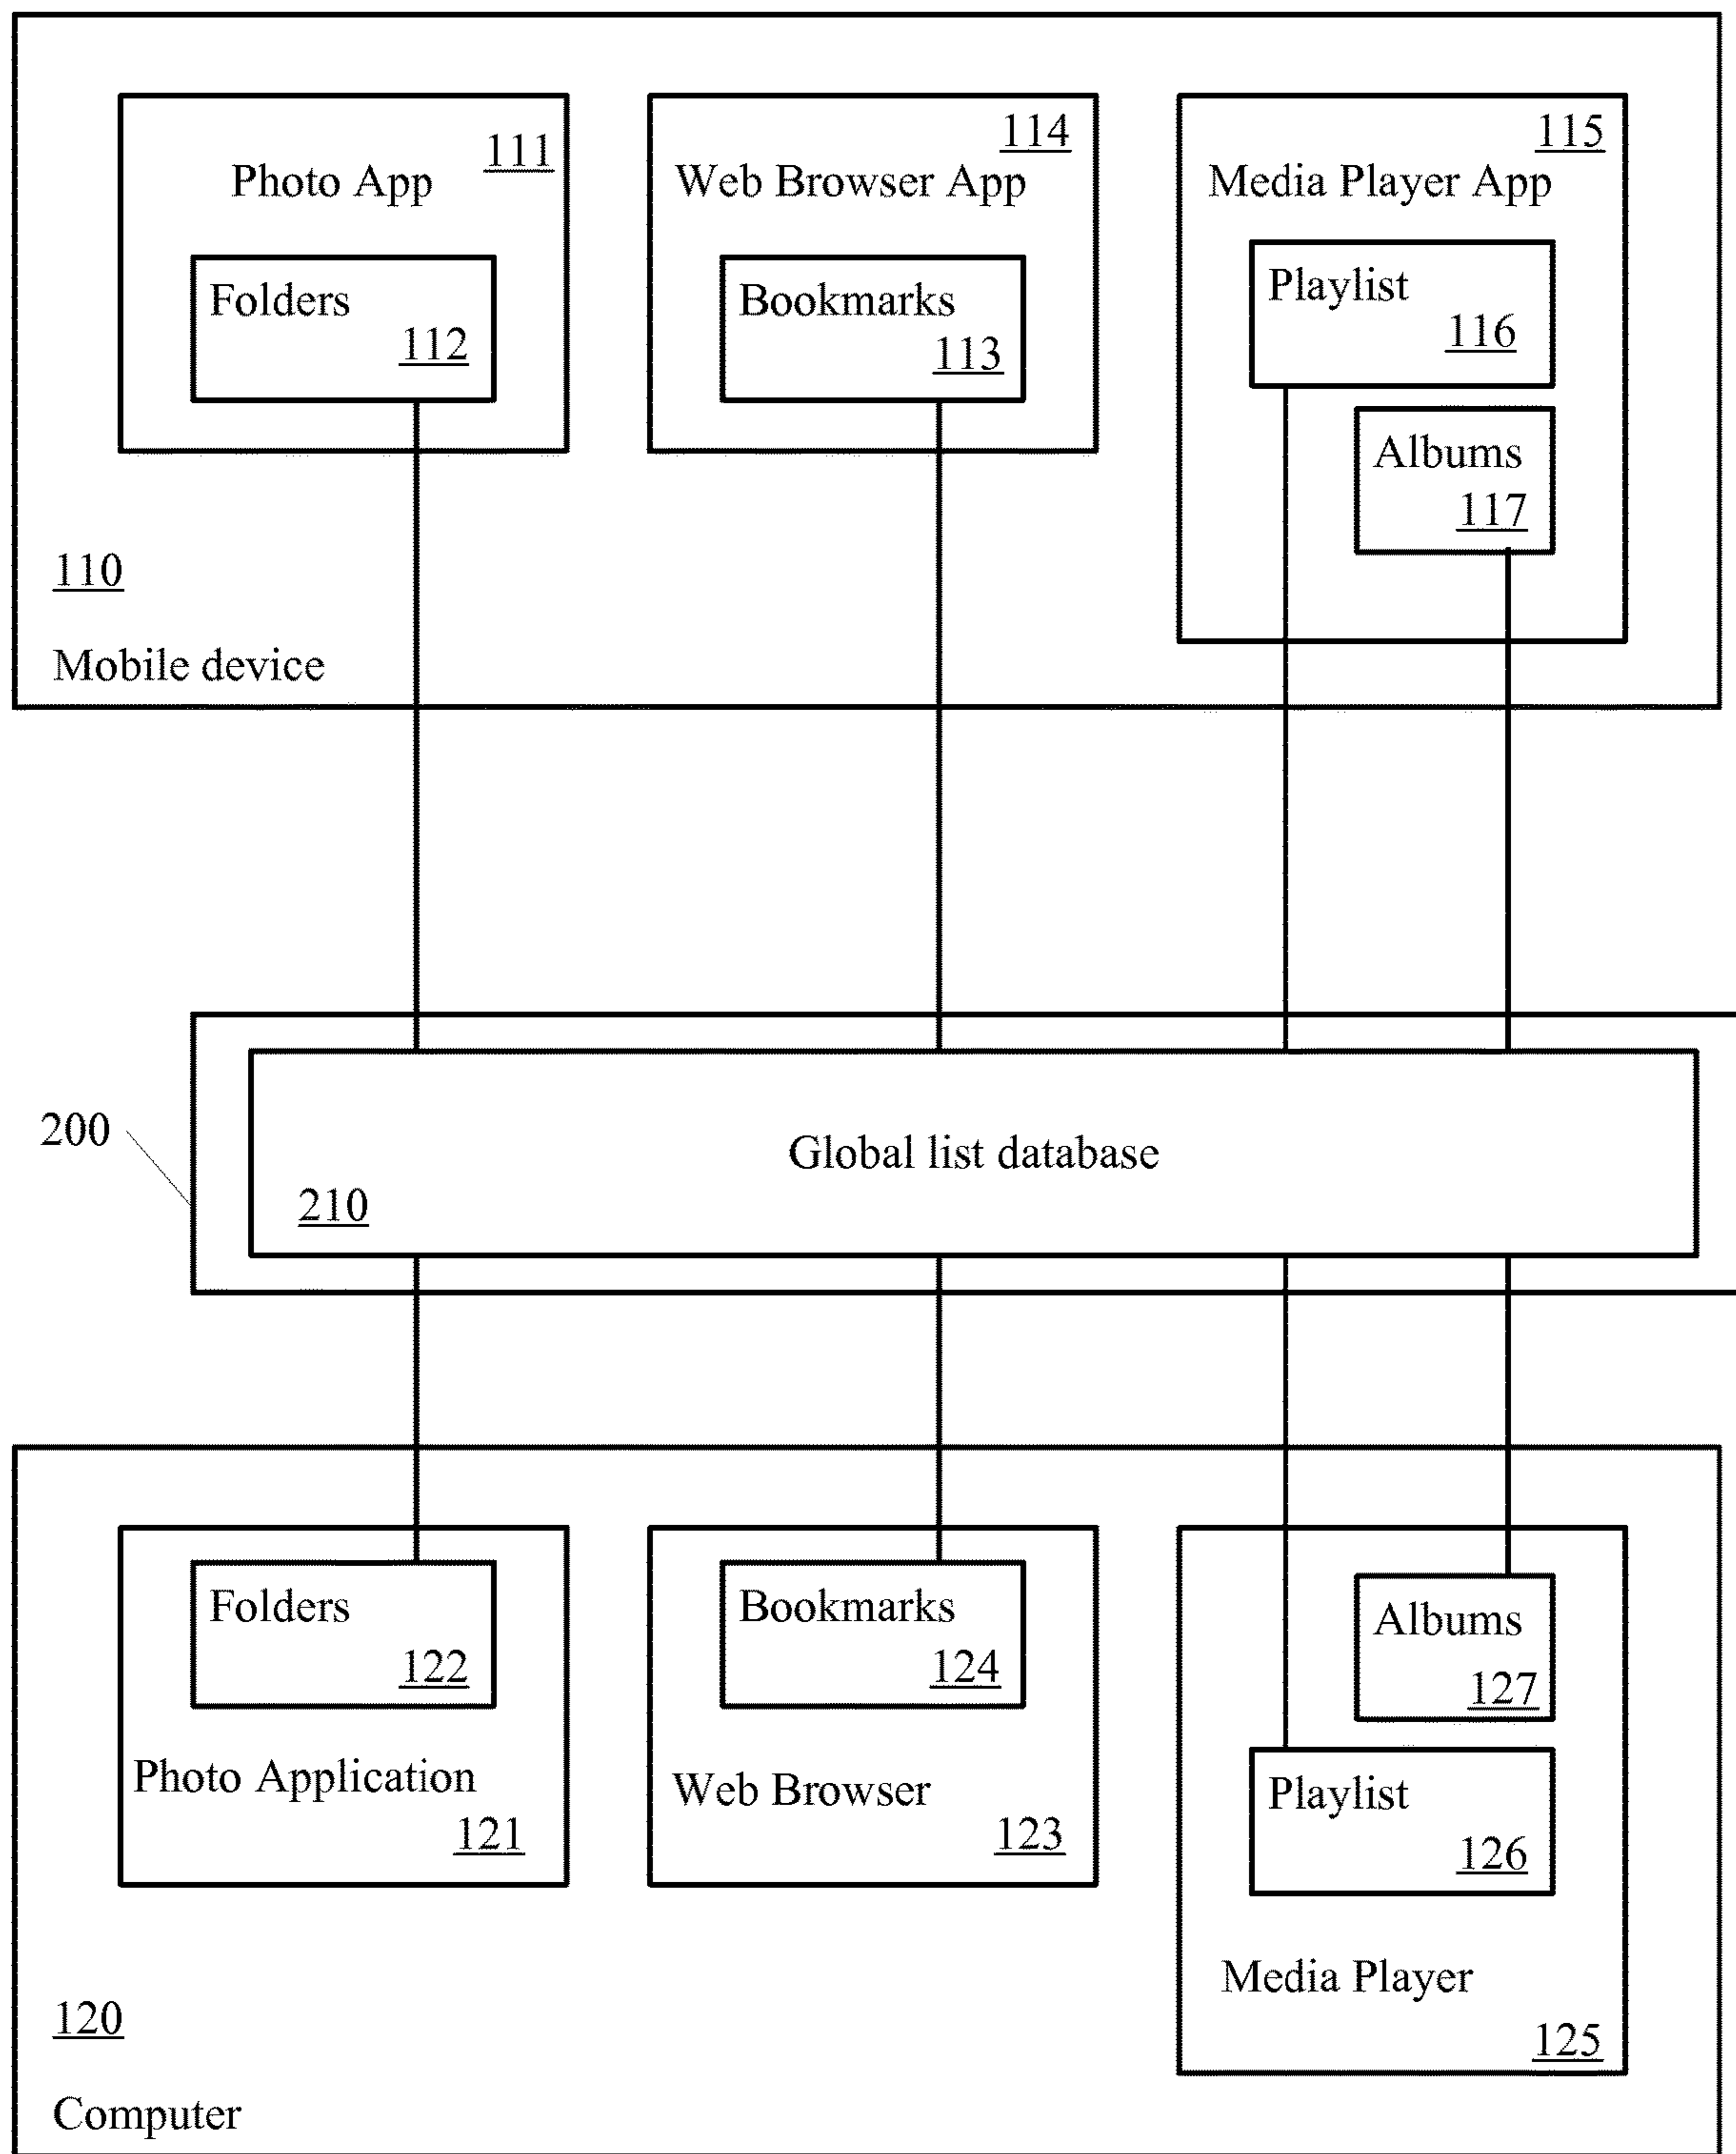 111
Photo App
Folders
112
114
Web Browser App
Bookmarks
113
115
Media Player App
Playlist
116
Albums
117
110
Mobile device
200
Global list database
210
Folders
122
Photo Application
121
Bookmarks
124
Web Browser
123
Albums
127
Playlist
126
Media Player
125
120
Computer